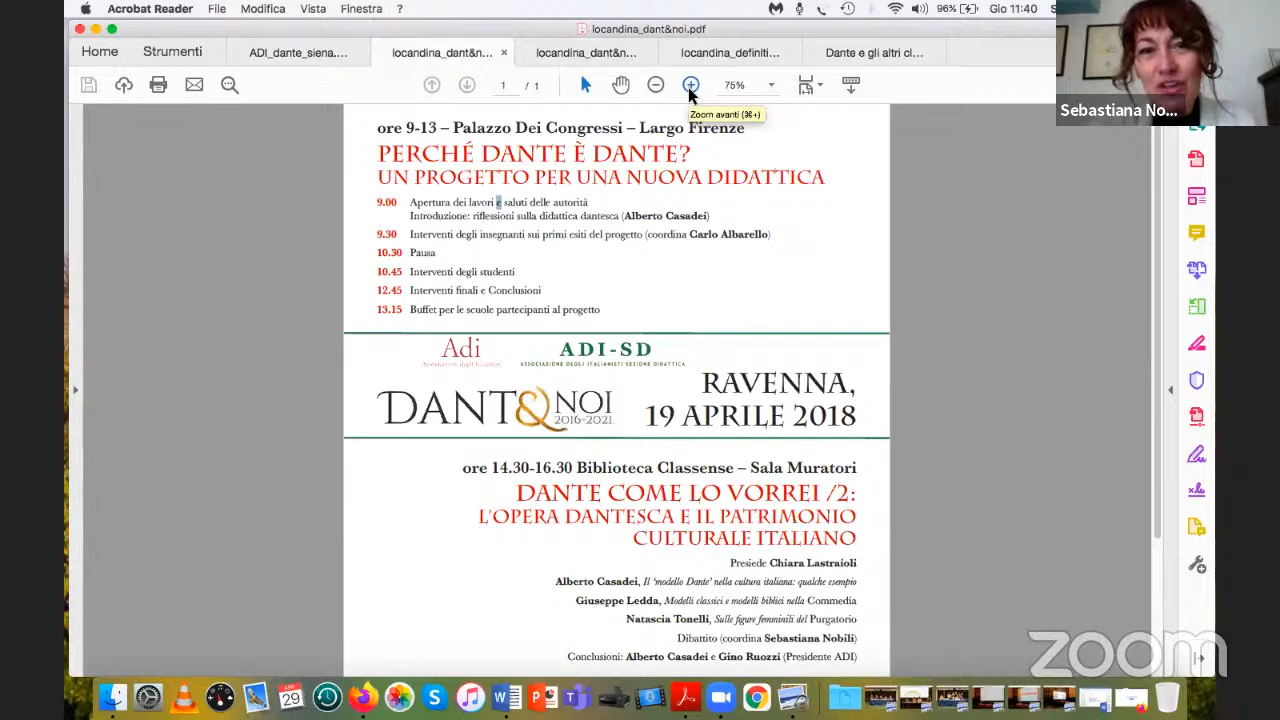 Acrobat Reader File Modifica Vista Finestra ?
96% Gio 11:40
locandina_dant&noi.pdf
Home Strumenti ADI_dante_siena.... locandina_dant&n... × locandina_dant&n... locandina_definiti... Dante e gli altri cl...
1 / 1 75%
Zoom avanti (⌘+)
Sebastiana No...
ore 9-13 – Palazzo Dei Congressi – Largo Firenze
PERCHÉ DANTE È DANTE?
UN PROGETTO PER UNA NUOVA DIDATTICA
9.00 Apertura dei lavori e saluti delle autorità
Introduzione: riflessioni sulla didattica dantesca (Alberto Casadei)
9.30 Interventi degli insegnanti sui primi esiti del progetto (coordina Carlo Albarello)
10.30 Pausa
10.45 Interventi degli studenti
12.45 Interventi finali e Conclusioni
13.15 Buffet per le scuole partecipanti al progetto
Adi ADI-SD
ASSOCIAZIONE DEGLI ITALIANISTI-SEZIONE DIDATTICA
DANT&NOI
2016-2021
RAVENNA,
19 APRILE 2018
ore 14.30-16.30 Biblioteca Classense – Sala Muratori
DANTE COME LO VORREI /2:
L'OPERA DANTESCA E IL PATRIMONIO
CULTURALE ITALIANO
Presiede Chiara Lastraioli
Alberto Casadei, Il 'modello Dante' nella cultura italiana: qualche esempio
Giuseppe Ledda, Modelli classici e modelli biblici nella Commedia
Natascia Tonelli, Sulle figure femminili del Purgatorio
Dibattito (coordina Sebastiana Nobili)
Conclusioni: Alberto Casadei e Gino Ruozzi (Presidente ADI)
zoom
APR
29